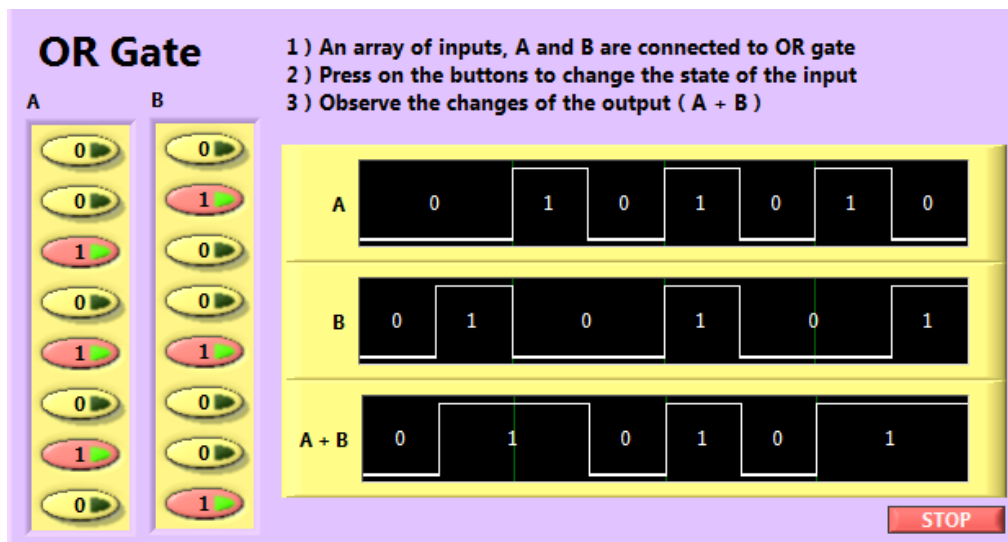 OR Gate
1 ) An array of inputs, A and B are connected to OR gate
2 ) Press on the buttons to change the state of the input
3 ) Observe the changes of the output ( A + B )
A B
0 0
0 1
1 0
0 0
1 1
0 0
1 0
0 1
A 0 1 0 1 0 1 0
B 0 1 0 1 0 1
A + B 0 1 0 1 0 1
STOP